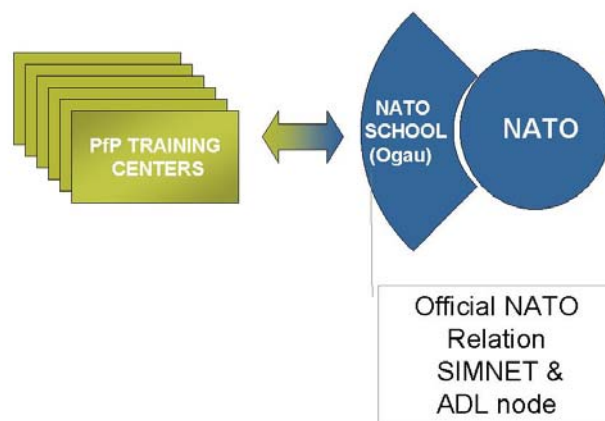 PfP TRAINING
CENTERS
NATO
SCHOOL
(Ogau)
NATO
Official NATO
Relation
SIMNET &
ADL node